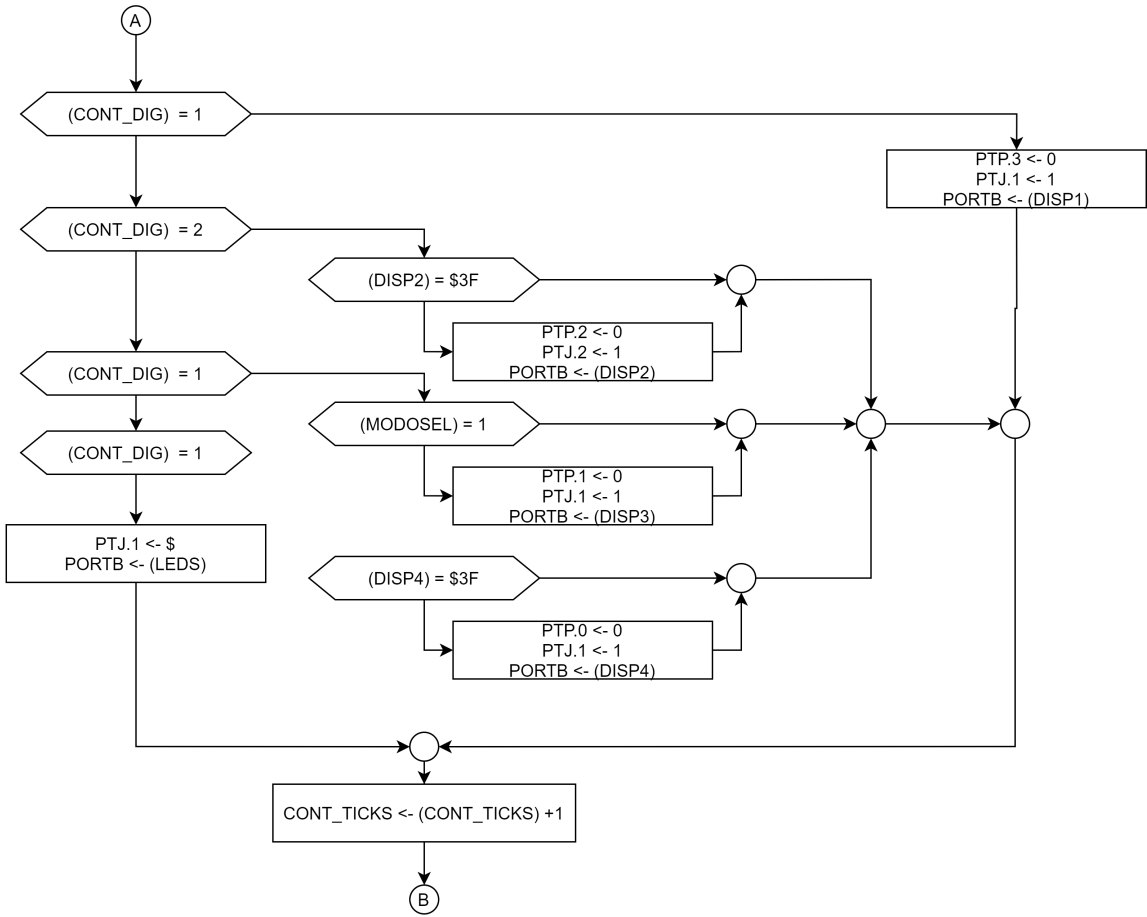 A
(CONT_DIG) = 1
PTP.3 <- 0
PTJ.1 <- 1
PORTB <- (DISP1)
(CONT_DIG) = 2
(DISP2) = $3F
PTP.2 <- 0
PTJ.2 <- 1
PORTB <- (DISP2)
(CONT_DIG) = 1
(MODOSEL) = 1
(CONT_DIG) = 1
PTP.1 <- 0
PTJ.1 <- 1
PORTB <- (DISP3)
PTJ.1 <- $
PORTB <- (LEDS)
(DISP4) = $3F
PTP.0 <- 0
PTJ.1 <- 1
PORTB <- (DISP4)
CONT_TICKS <- (CONT_TICKS) +1
B